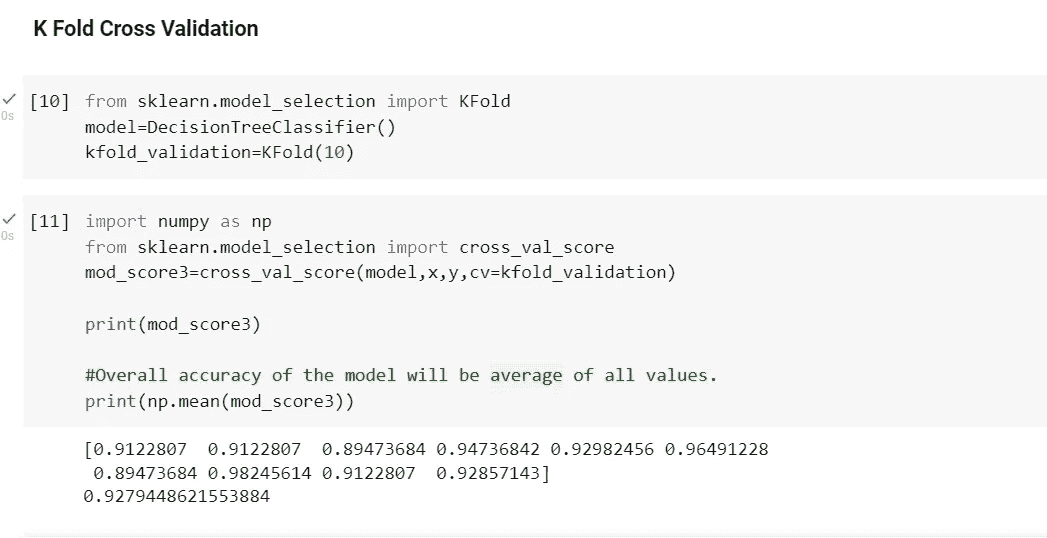 K Fold Cross Validation
[10] from sklearn.model_selection import KFold
0s
model=DecisionTreeClassifier()
kfold_validation=KFold(10)
[11] import numpy as np
0s
from sklearn.model_selection import cross_val_score
mod_score3=cross_val_score(model,x,y,cv=kfold_validation)
print(mod_score3)
#Overall accuracy of the model will be average of all values.
print(np.mean(mod_score3))
[0.9122807  0.9122807  0.89473684 0.94736842 0.92982456 0.96491228
0.89473684 0.98245614 0.9122807  0.92857143]
0.9279448621553884